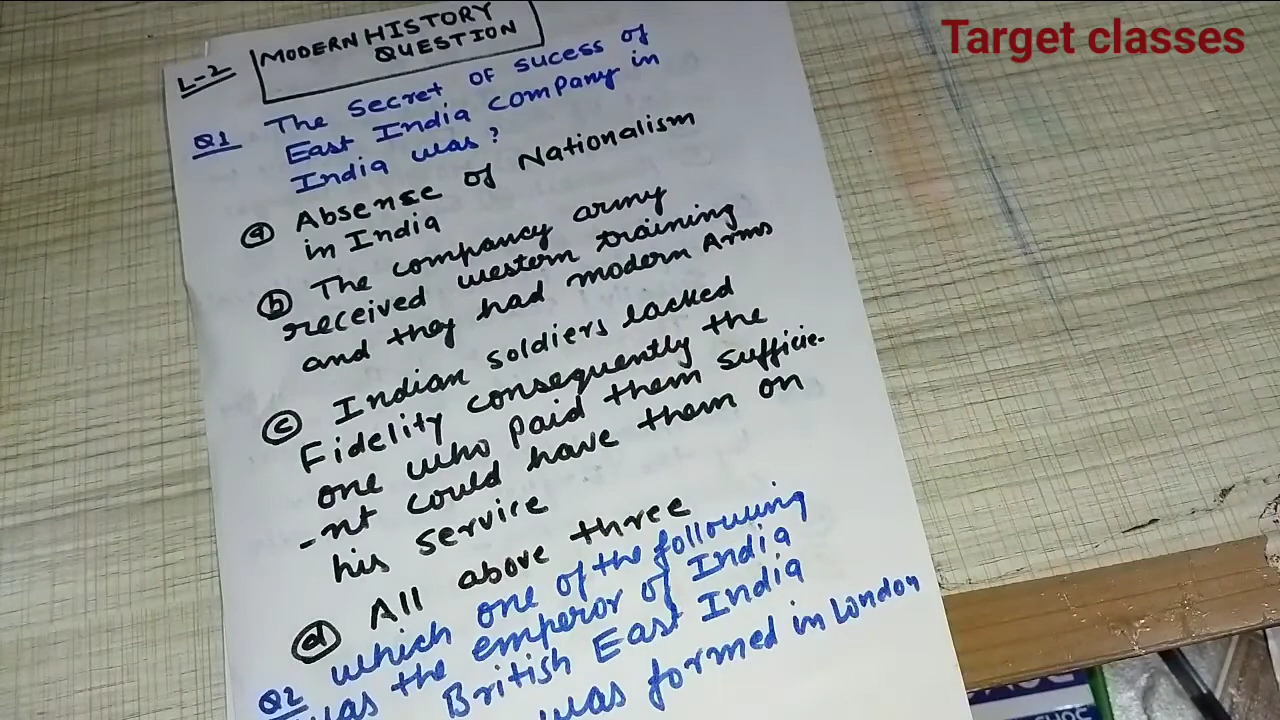 Target classes
L-2
MODERN HISTORY
QUESTION
Q1 The Secret OF sucess of
East India company in
India was?
ⓐ Absense of Nationalism
in India
ⓑ The compancy army
received western training
and they had modern Arms
ⓒ Indian soldiers lacked
Fidelity consequently the
one who paid them sufficie-
-nt could have them on
his service
ⓓ All above three
Q2 which one of the following
was the emperor of India
British East India
was formed in London